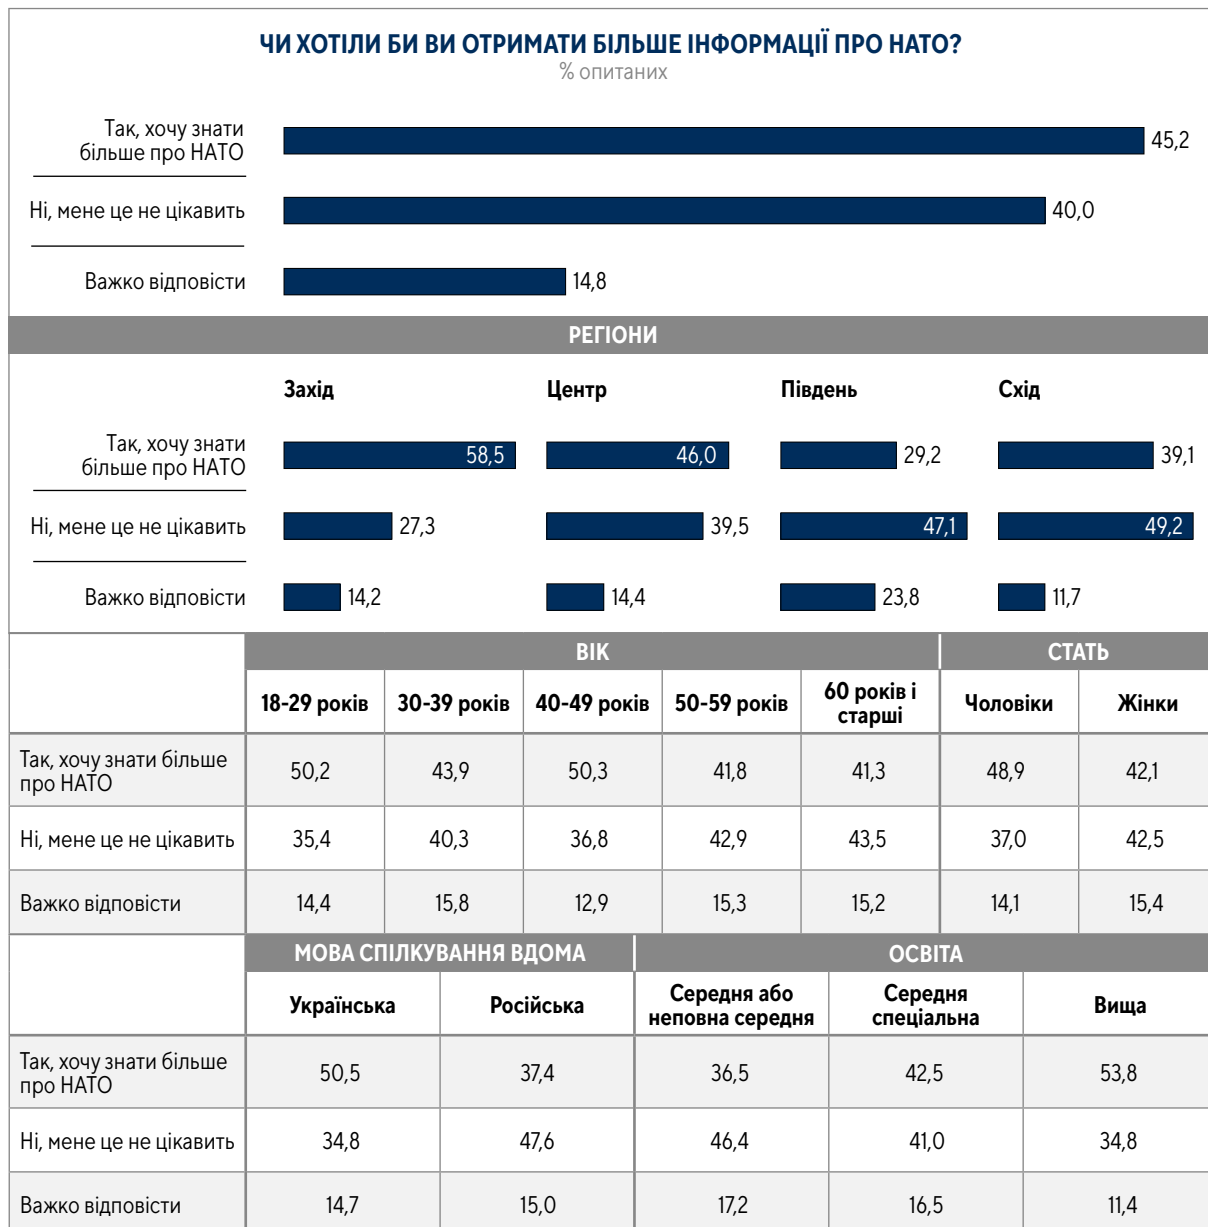 ЧИ ХОТІЛИ БИ ВИ ОТРИМАТИ БІЛЬШЕ ІНФОРМАЦІЇ ПРО НАТО?
% опитаних
Так, хочу знати
більше про НАТО
45,2
Ні, мене це не цікавить
40,0
Важко відповісти
14,8
РЕГІОНИ
Захід Центр Південь Схід
Так, хочу знати
більше про НАТО
58,5 46,0 29,2 39,1
Ні, мене це не цікавить 27,3 39,5 47,1 49,2
Важко відповісти 14,2 14,4 23,8 11,7
ВІК СТАТЬ
18-29 років 30-39 років 40-49 років 50-59 років 60 років і
старші Чоловіки Жінки
Так, хочу знати більше
про НАТО
50,2 43,9 50,3 41,8 41,3 48,9 42,1
Ні, мене це не цікавить 35,4 40,3 36,8 42,9 43,5 37,0 42,5
Важко відповісти 14,4 15,8 12,9 15,3 15,2 14,1 15,4
МОВА СПІЛКУВАННЯ ВДОМА ОСВІТА
Українська Російська Середня або
неповна середня Середня
спеціальна Вища
Так, хочу знати більше
про НАТО
50,5 37,4 36,5 42,5 53,8
Ні, мене це не цікавить 34,8 47,6 46,4 41,0 34,8
Важко відповісти 14,7 15,0 17,2 16,5 11,4